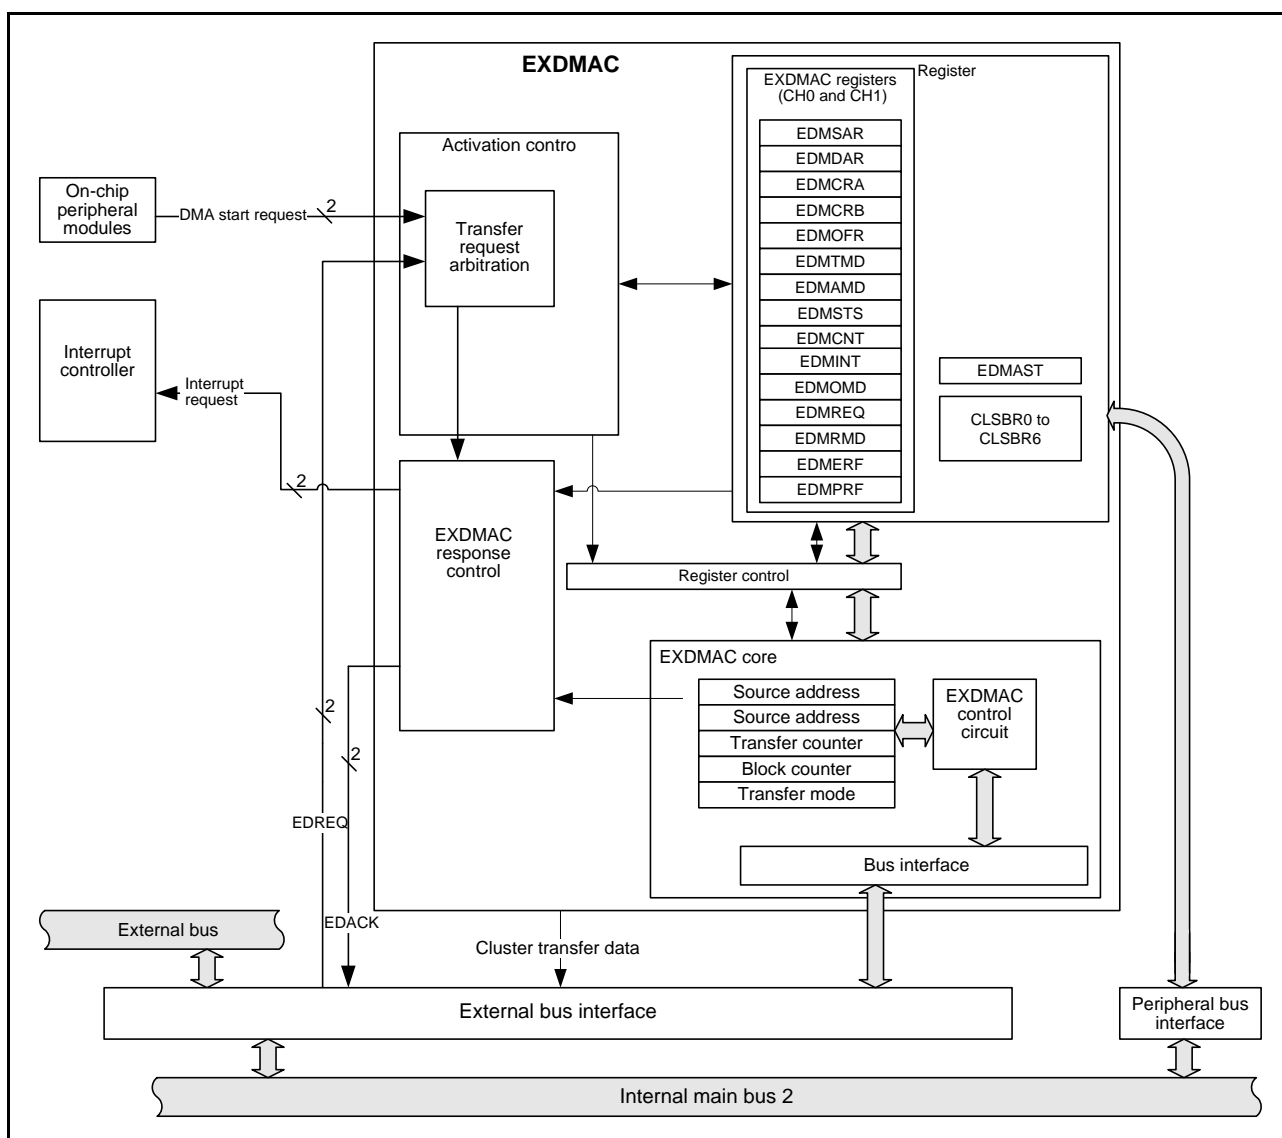 EXDMAC
Register
EXDMAC registers
(CH0 and CH1)
EDMSAR
EDMDAR
EDMCRA
EDMCRB
EDMOFR
EDMTMD
EDMAMD
EDMSTS
EDMCNT
EDMINT
EDMOMD
EDMREQ
EDMRMD
EDMERF
EDMPRF
EDMAST
CLSBR0 to
CLSBR6
Activation contro
Transfer
request
arbitration
On-chip
peripheral
modules
DMA start request
2
Interrupt
controller
Interrupt
request
2
EXDMAC
response
control
Register control
EXDMAC core
Source address
Source address
Transfer counter
Block counter
Transfer mode
EXDMAC
control
circuit
Bus interface
2
2
EDREQ
EDACK
External bus
Cluster transfer data
External bus interface
Peripheral bus
interface
Internal main bus 2